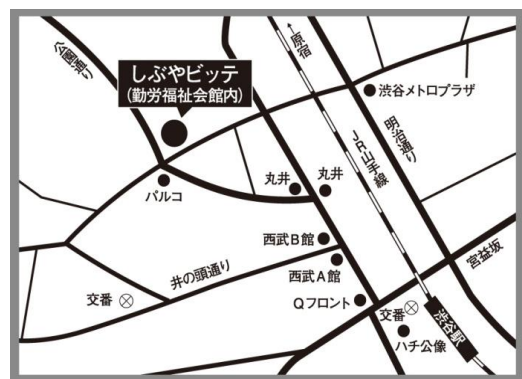 ←原宿
公園通り
しぶやビッテ
(勤労福祉会館内)
渋谷メトロプラザ
明治通り
JR山手線
丸井
丸井
パルコ
西武B館
宮益坂
西武A館
井の頭通り
交番
Qフロント
交番
渋谷駅
ハチ公像